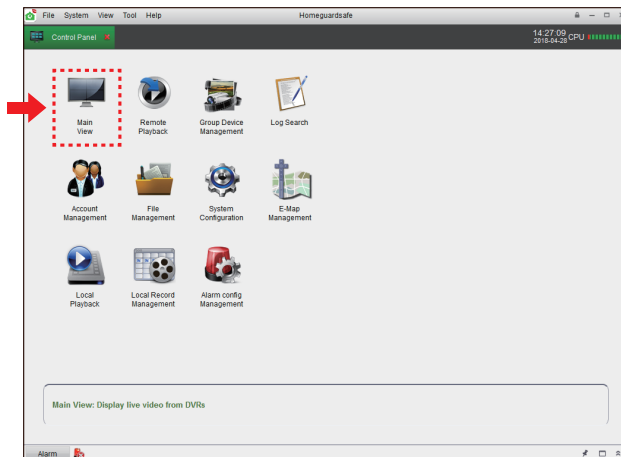 File System View Tool Help Homeguardsafe
Control Panel
14:27:09
2018-04-28 CPU
Main
View
Remote
Playback
Group Device
Management
Log Search
Account
Management
File
Management
System
Configuration
E-Map
Management
Local
Playback
Local Record
Management
Alarm config
Management
Main View: Display live video from DVRs
Alarm